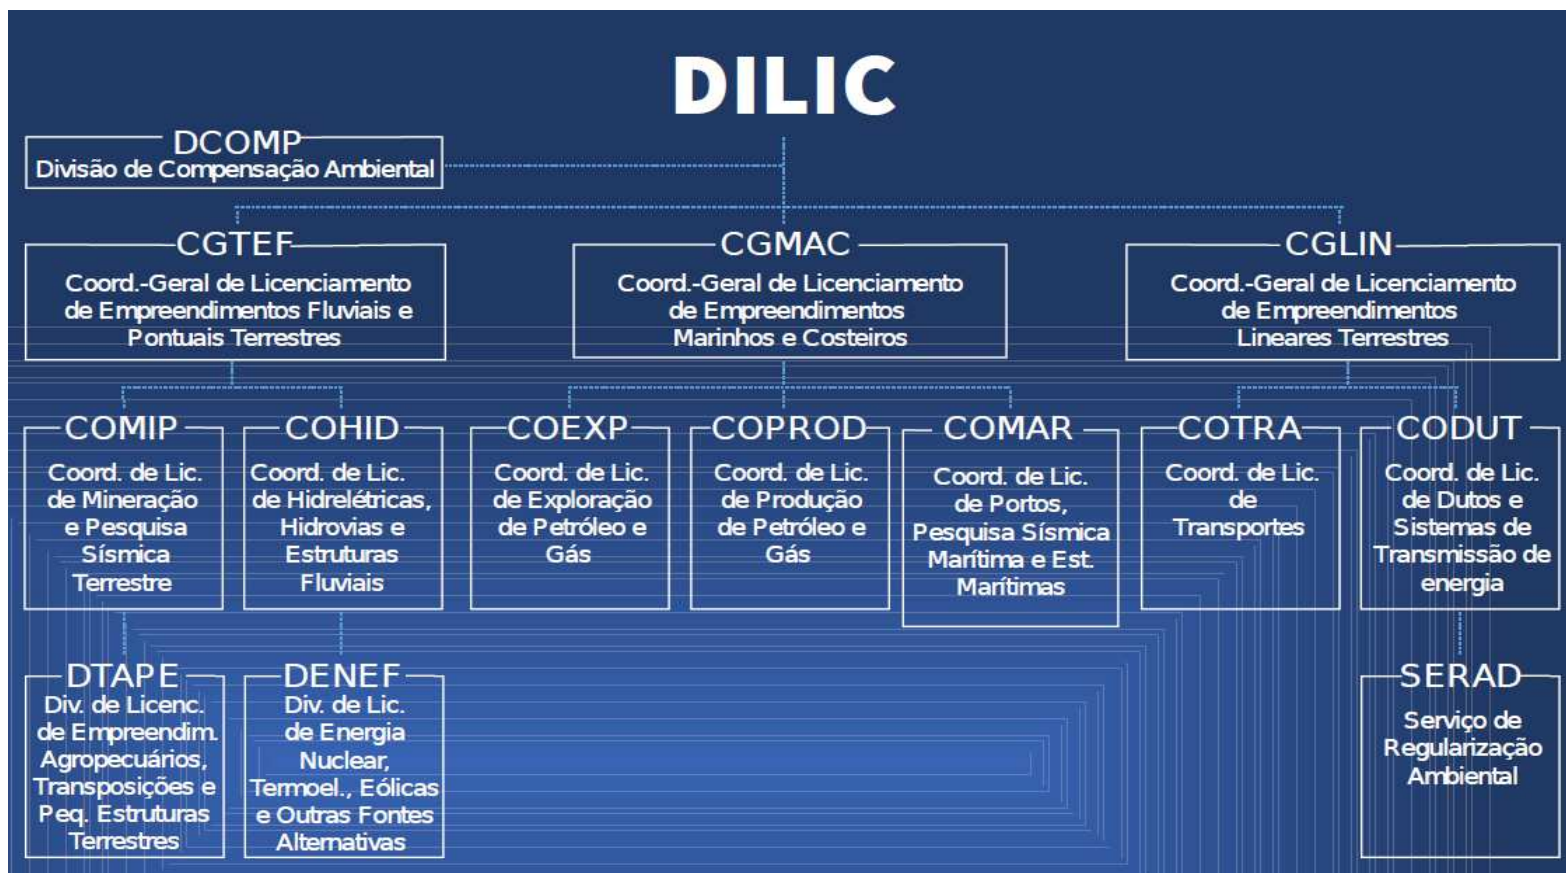 DILIC
DCOMP
Divisão de Compensação Ambiental
CGTEF
Coord.-Geral de Licenciamento
de Empreendimentos Fluviais e
Pontuais Terrestres
CGMAC
Coord.-Geral de Licenciamento
de Empreendimentos
Marinhos e Costeiros
CGLIN
Coord.-Geral de Licenciamento
de Empreendimentos
Lineares Terrestres
COMIP
Coord. de Lic.
de Mineração
e Pesquisa
Sísmica
Terrestre
COHID
Coord. de Lic.
de Hidrelétricas,
Hidrovias e
Estruturas
Fluviais
COEXP
Coord. de Lic.
de Exploração
de Petróleo e
Gás
COPROD
Coord. de Lic.
de Produção
de Petróleo e
Gás
COMAR
Coord. de Lic.
de Portos,
Pesquisa Sísmica
Marítima e Est.
Marítimas
COTRA
Coord. de Lic.
de
Transportes
CODUT
Coord. de Lic.
de Dutos e
Sistemas de
Transmissão de
energia
DTAPE
Div. de Licenc.
de Empreendim.
Agropecuários,
Transposições e
Peq. Estruturas
Terrestres
DENEF
Div. de Lic.
de Energia
Nuclear,
Termoel., Eólicas
e Outras Fontes
Alternativas
SERAD
Serviço de
Regularização
Ambiental